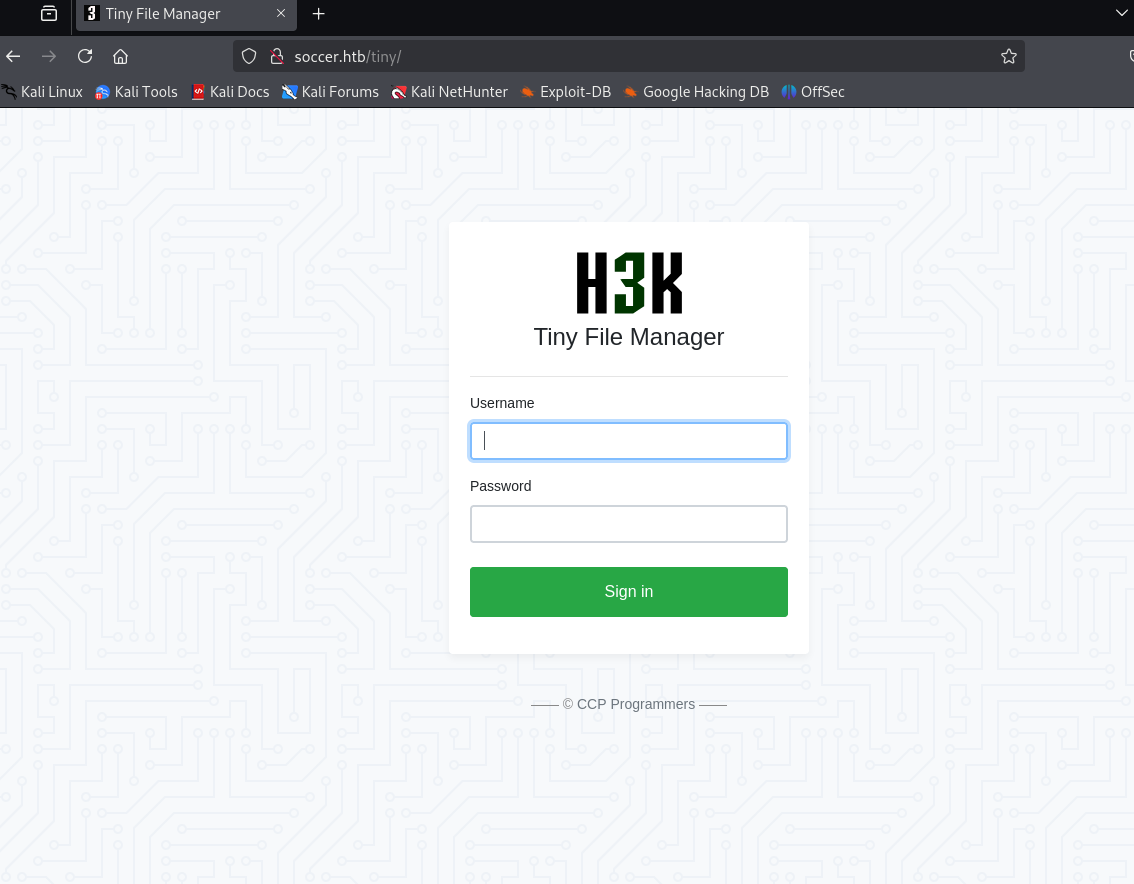 Tiny File Manager
soccer.htb/tiny/
Kali Linux Kali Tools Kali Docs Kali Forums Kali NetHunter Exploit-DB Google Hacking DB OffSec
H3K
Tiny File Manager
Username
Password
Sign in
© CCP Programmers